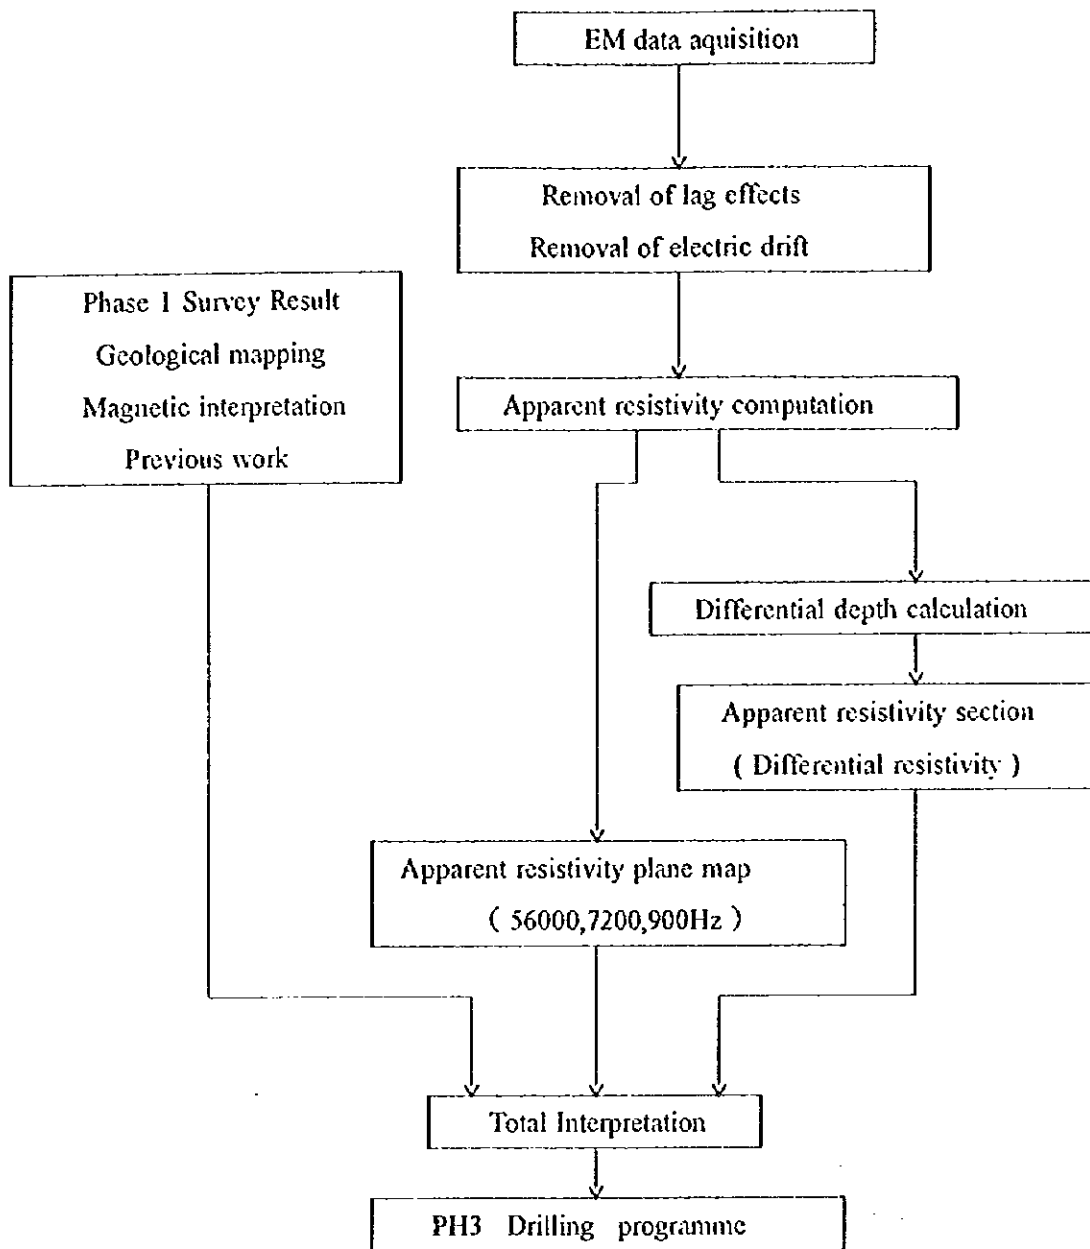 EM data aquisition
Removal of lag effects
Removal of electric drift
Phase 1 Survey Result
Geological mapping
Magnetic interpretation
Previous work
Apparent resistivity computation
Differential depth calculation
Apparent resistivity section
( Differential resistivity )
Apparent resistivity plane map
( 56000,7200,900Hz )
Total Interpretation
PH3 Drilling programme